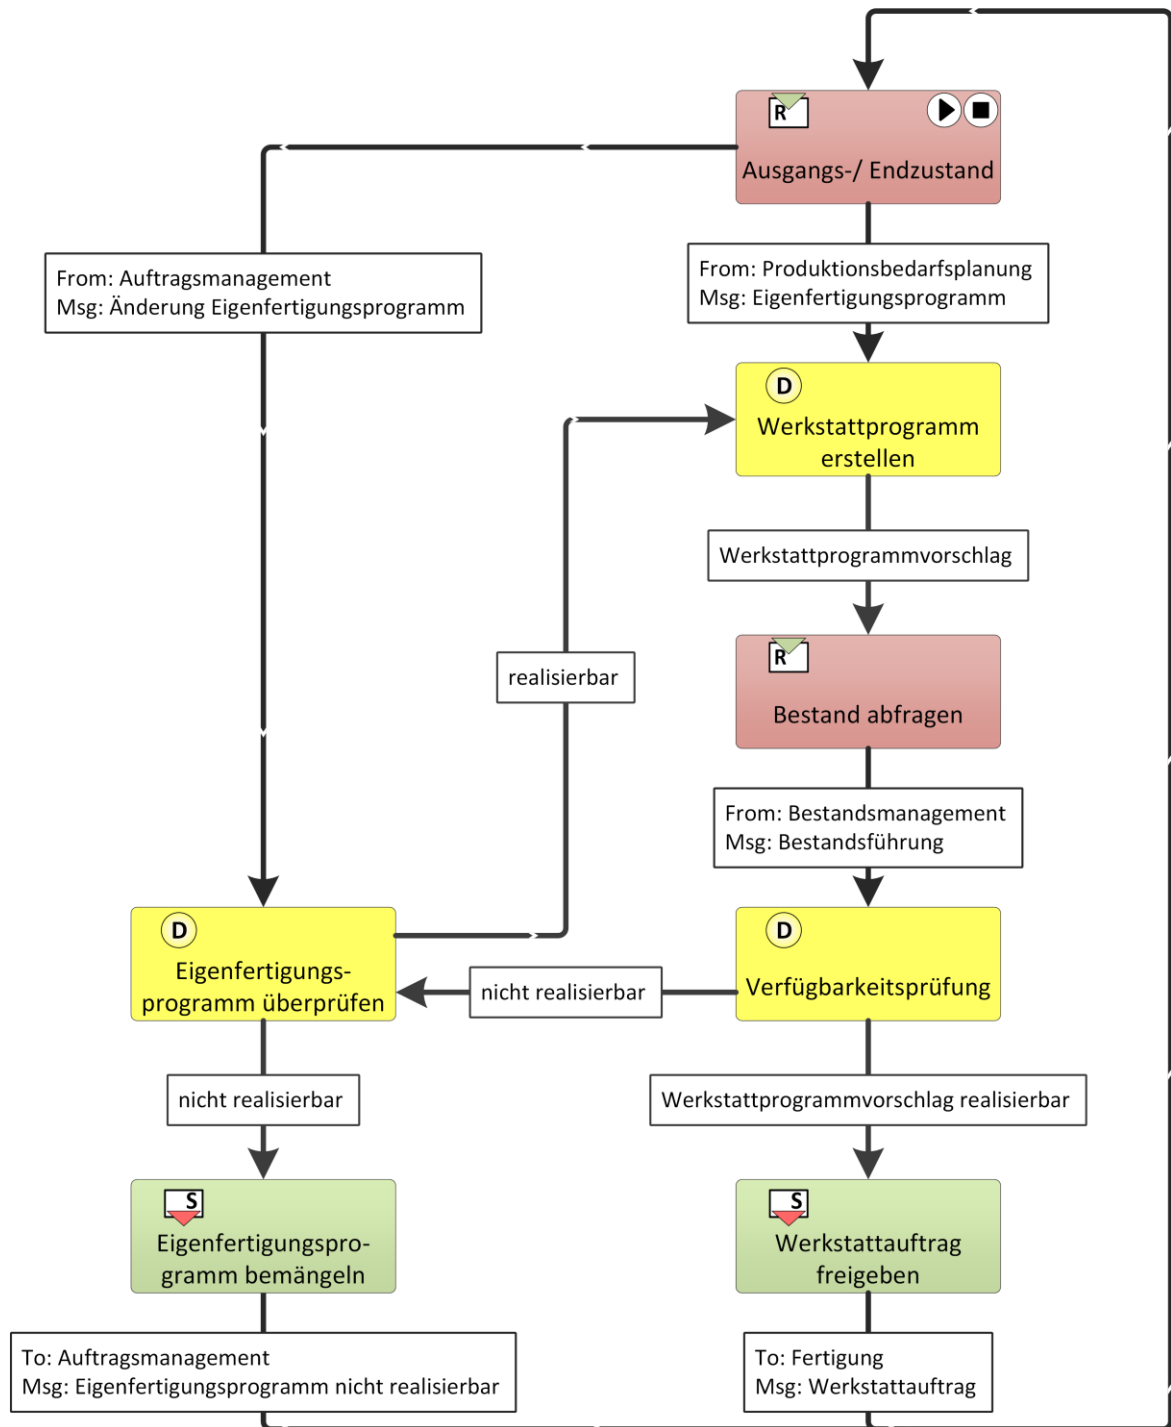 R
Ausgangs-/ Endzustand
From: Auftragsmanagement
Msg: Änderung Eigenfertigungsprogramm
From: Produktionsbedarfsplanung
Msg: Eigenfertigungsprogramm
D
Werkstattprogramm
erstellen
Werkstattprogrammvorschlag
realisierbar
R
Bestand abfragen
From: Bestandsmanagement
Msg: Bestandsführung
D
Eigenfertigungs-
programm überprüfen
nicht realisierbar
D
Verfügbarkeitsprüfung
nicht realisierbar
Werkstattprogrammvorschlag realisierbar
S
Eigenfertigungspro-
gramm bemängeln
S
Werkstattauftrag
freigeben
To: Auftragsmanagement
Msg: Eigenfertigungsprogramm nicht realisierbar
To: Fertigung
Msg: Werkstattauftrag